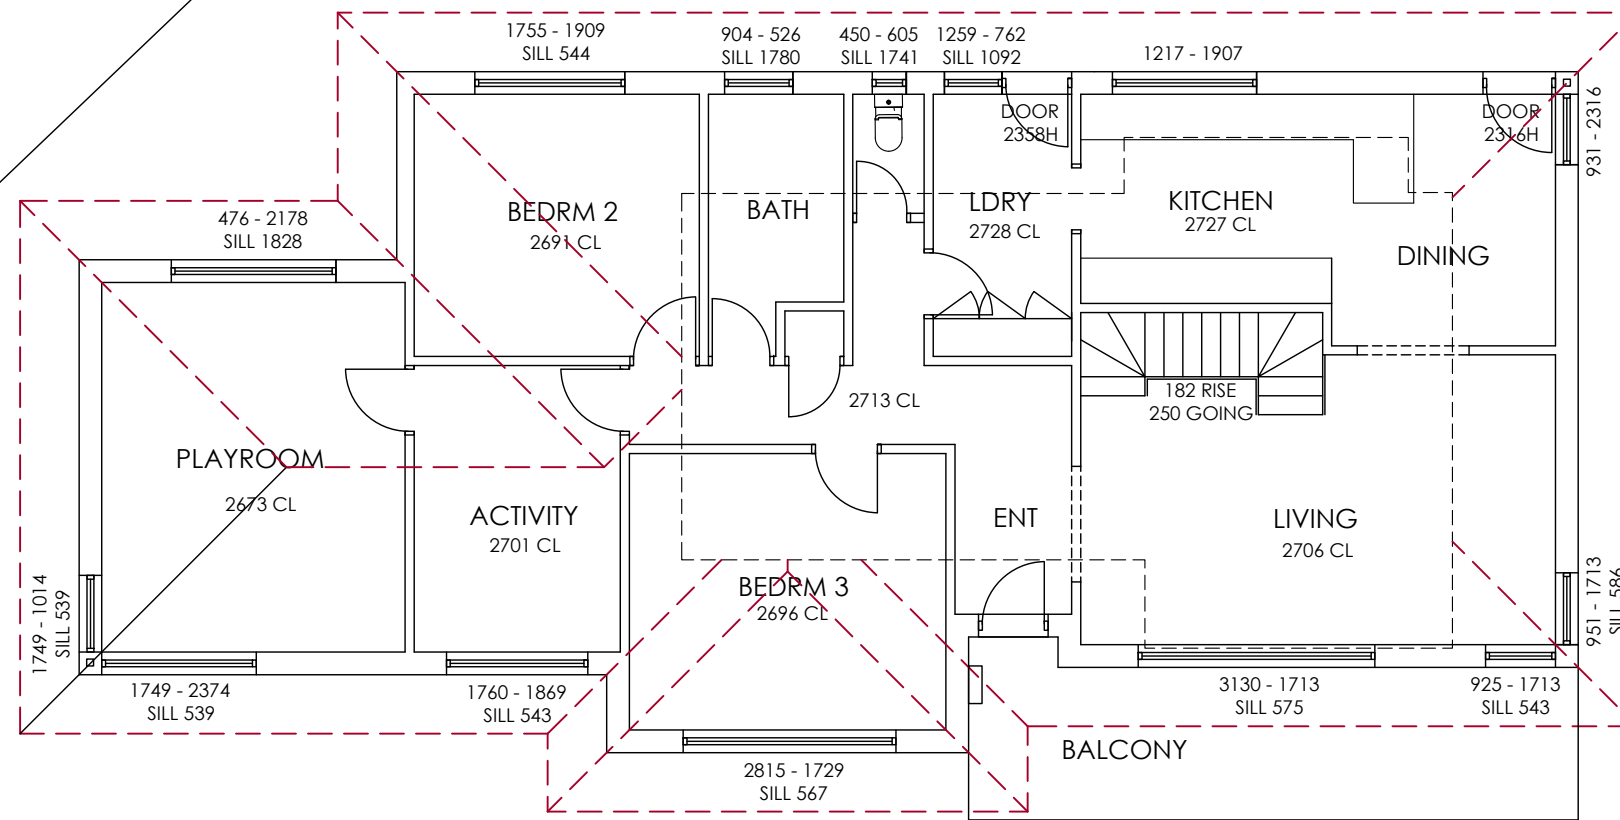 1755 - 1909
SILL 544
904 - 526
SILL 1780
450 - 605
SILL 1741
1259 - 762
SILL 1092
1217 - 1907
DOOR
2358H
DOOR
2316H
931 - 2316
476 - 2178
SILL 1828
BEDRM 2
2691 CL
BATH
LDRY
2728 CL
KITCHEN
2727 CL
DINING
182 RISE
250 GOING
2713 CL
PLAYROOM
2673 CL
ACTIVITY
2701 CL
ENT
LIVING
2706 CL
BEDRM 3
2696 CL
1749 - 1014
SILL 539
951 - 1713
SILL 586
1749 - 2374
SILL 539
1760 - 1869
SILL 543
3130 - 1713
SILL 575
925 - 1713
SILL 543
BALCONY
2815 - 1729
SILL 567